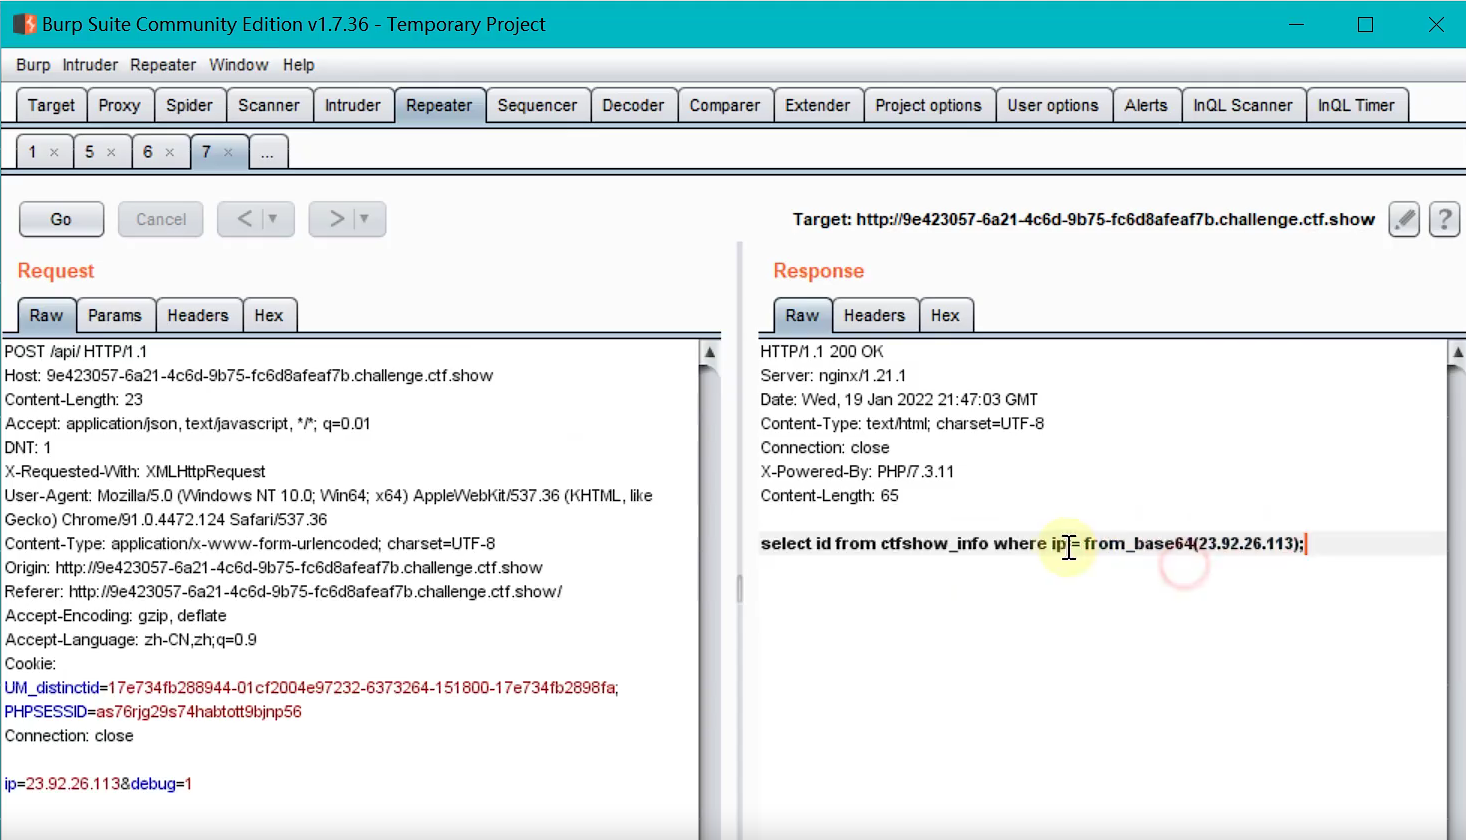 Burp Suite Community Edition v1.7.36 - Temporary Project
Burp Intruder Repeater Window Help
Target Proxy Spider Scanner Intruder Repeater Sequencer Decoder Comparer Extender Project options User options Alerts InQL Scanner InQL Timer
1 × 5 × 6 × 7 × ...
Go Cancel < > Target: http://9e423057-6a21-4c6d-9b75-fc6d8afeaf7b.challenge.ctf.show ?
Request
Raw Params Headers Hex
POST /api/ HTTP/1.1
Host: 9e423057-6a21-4c6d-9b75-fc6d8afeaf7b.challenge.ctf.show
Content-Length: 23
Accept: application/json, text/javascript, */*; q=0.01
DNT: 1
X-Requested-With: XMLHttpRequest
User-Agent: Mozilla/5.0 (Windows NT 10.0; Win64; x64) AppleWebKit/537.36 (KHTML, like
Gecko) Chrome/91.0.4472.124 Safari/537.36
Content-Type: application/x-www-form-urlencoded; charset=UTF-8
Origin: http://9e423057-6a21-4c6d-9b75-fc6d8afeaf7b.challenge.ctf.show
Referer: http://9e423057-6a21-4c6d-9b75-fc6d8afeaf7b.challenge.ctf.show/
Accept-Encoding: gzip, deflate
Accept-Language: zh-CN,zh;q=0.9
Cookie:
UM_distinctid=17e734fb288944-01cf2004e97232-6373264-151800-17e734fb2898fa;
PHPSESSID=as76rjg29s74habtott9bjnp56
Connection: close
ip=23.92.26.113&debug=1
Response
Raw Headers Hex
HTTP/1.1 200 OK
Server: nginx/1.21.1
Date: Wed, 19 Jan 2022 21:47:03 GMT
Content-Type: text/html; charset=UTF-8
Connection: close
X-Powered-By: PHP/7.3.11
Content-Length: 65
select id from ctfshow_info where ip = from_base64(23.92.26.113);